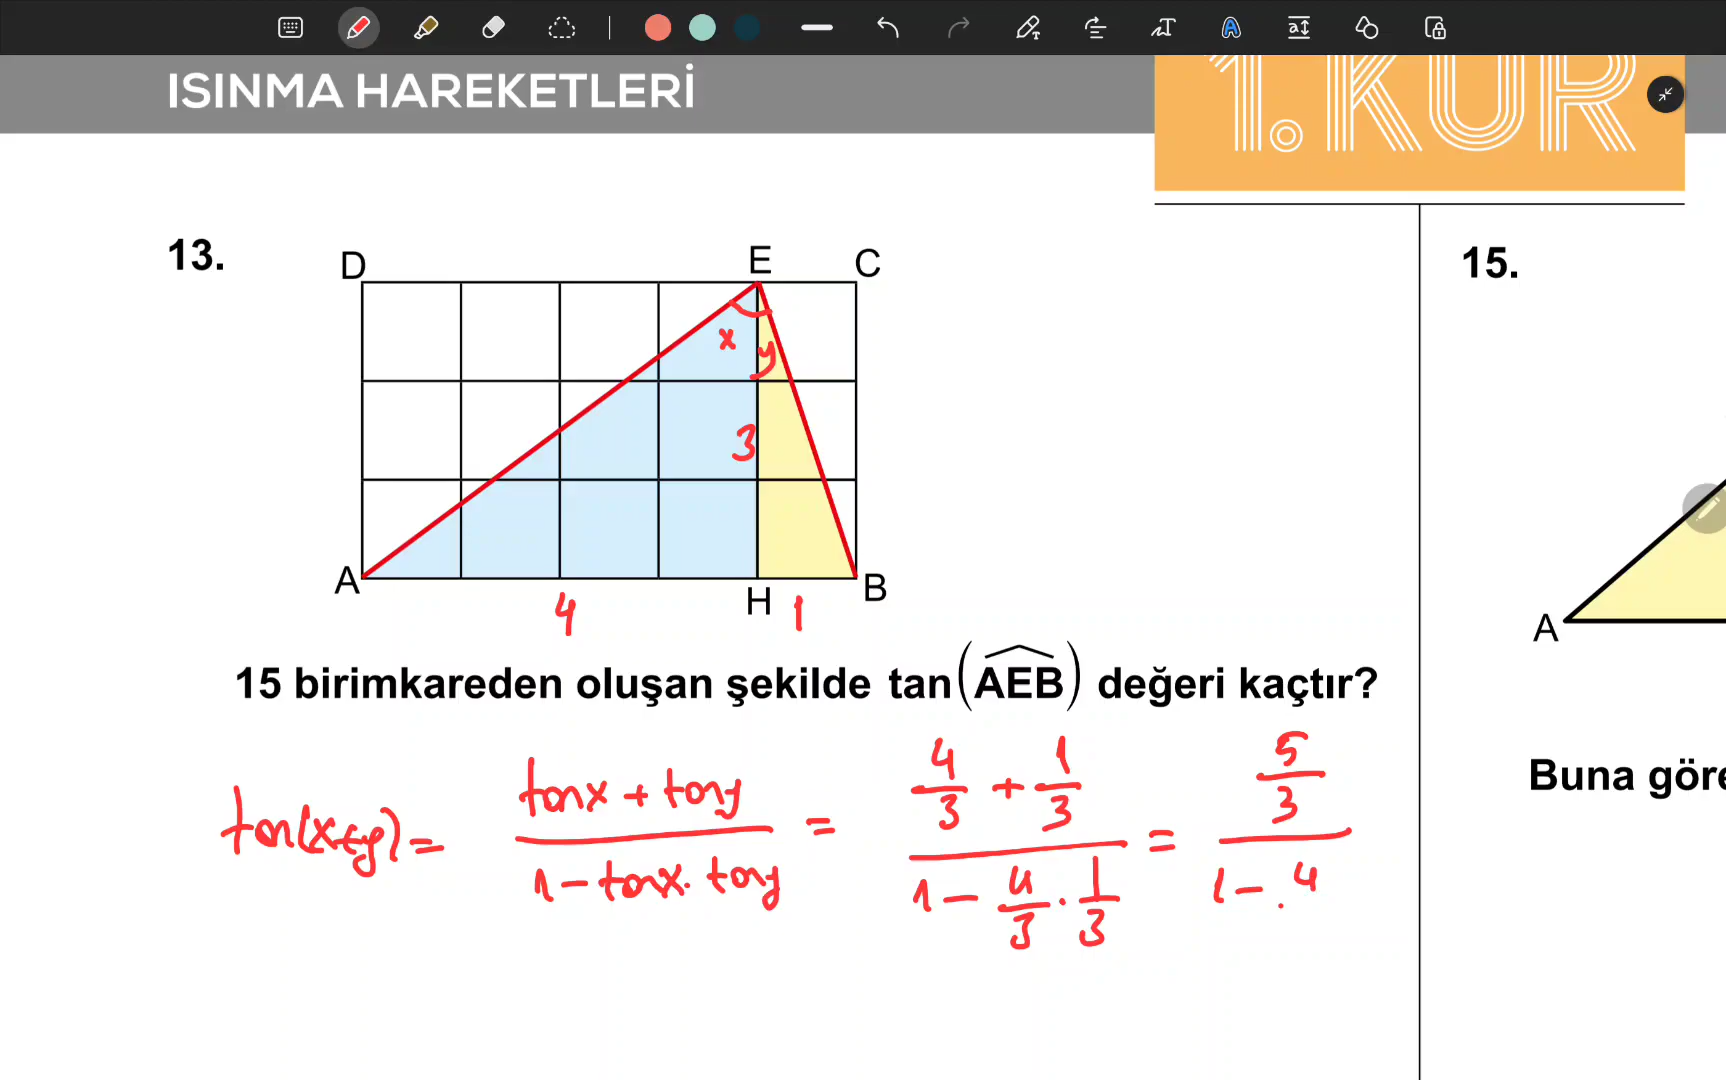 ISINMA HAREKETLERİ
1.KUR
13.
D E C
x y
3
A H B
4 1
15 birimkareden oluşan şekilde tan(AEB) değeri kaçtır?
tan(x+y) = (tanx + tany)/(1 - tanx . tany) = (4/3 + 1/3)/(1 - 4/3 . 1/3) = (5/3)/(1 - 4
15.
A
Buna göre